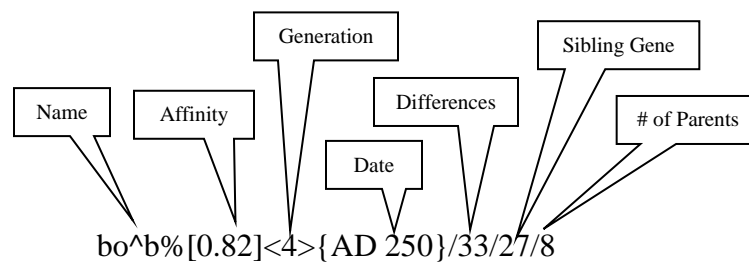 Generation
Sibling Gene
Name
Affinity
Differences
# of Parents
Date
bo^b%[0.82]<4>{AD 250}/33/27/8